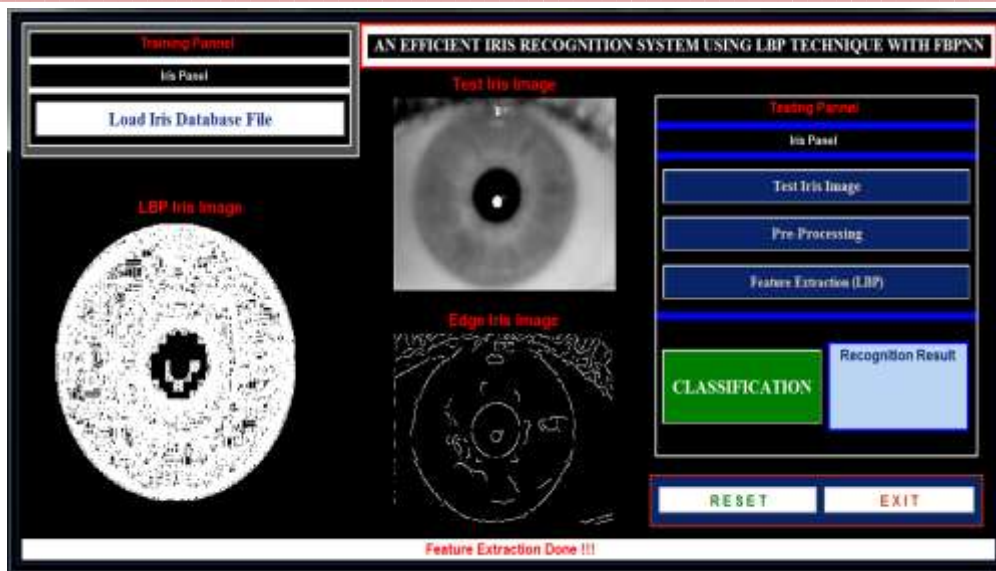 Training Pannel
Iris Panel
Load Iris Database File
AN EFFICIENT IRIS RECOGNITION SYSTEM USING LBP TECHNIQUE WITH FBPNN
Test Iris Image
LBP Iris Image
Edge Iris Image
Testing Pannel
Iris Panel
Test Iris Image
Pre-Processing
Feature Extraction (LBP)
CLASSIFICATION
Recognition Result
RESET
EXIT
Feature Extraction Done !!!